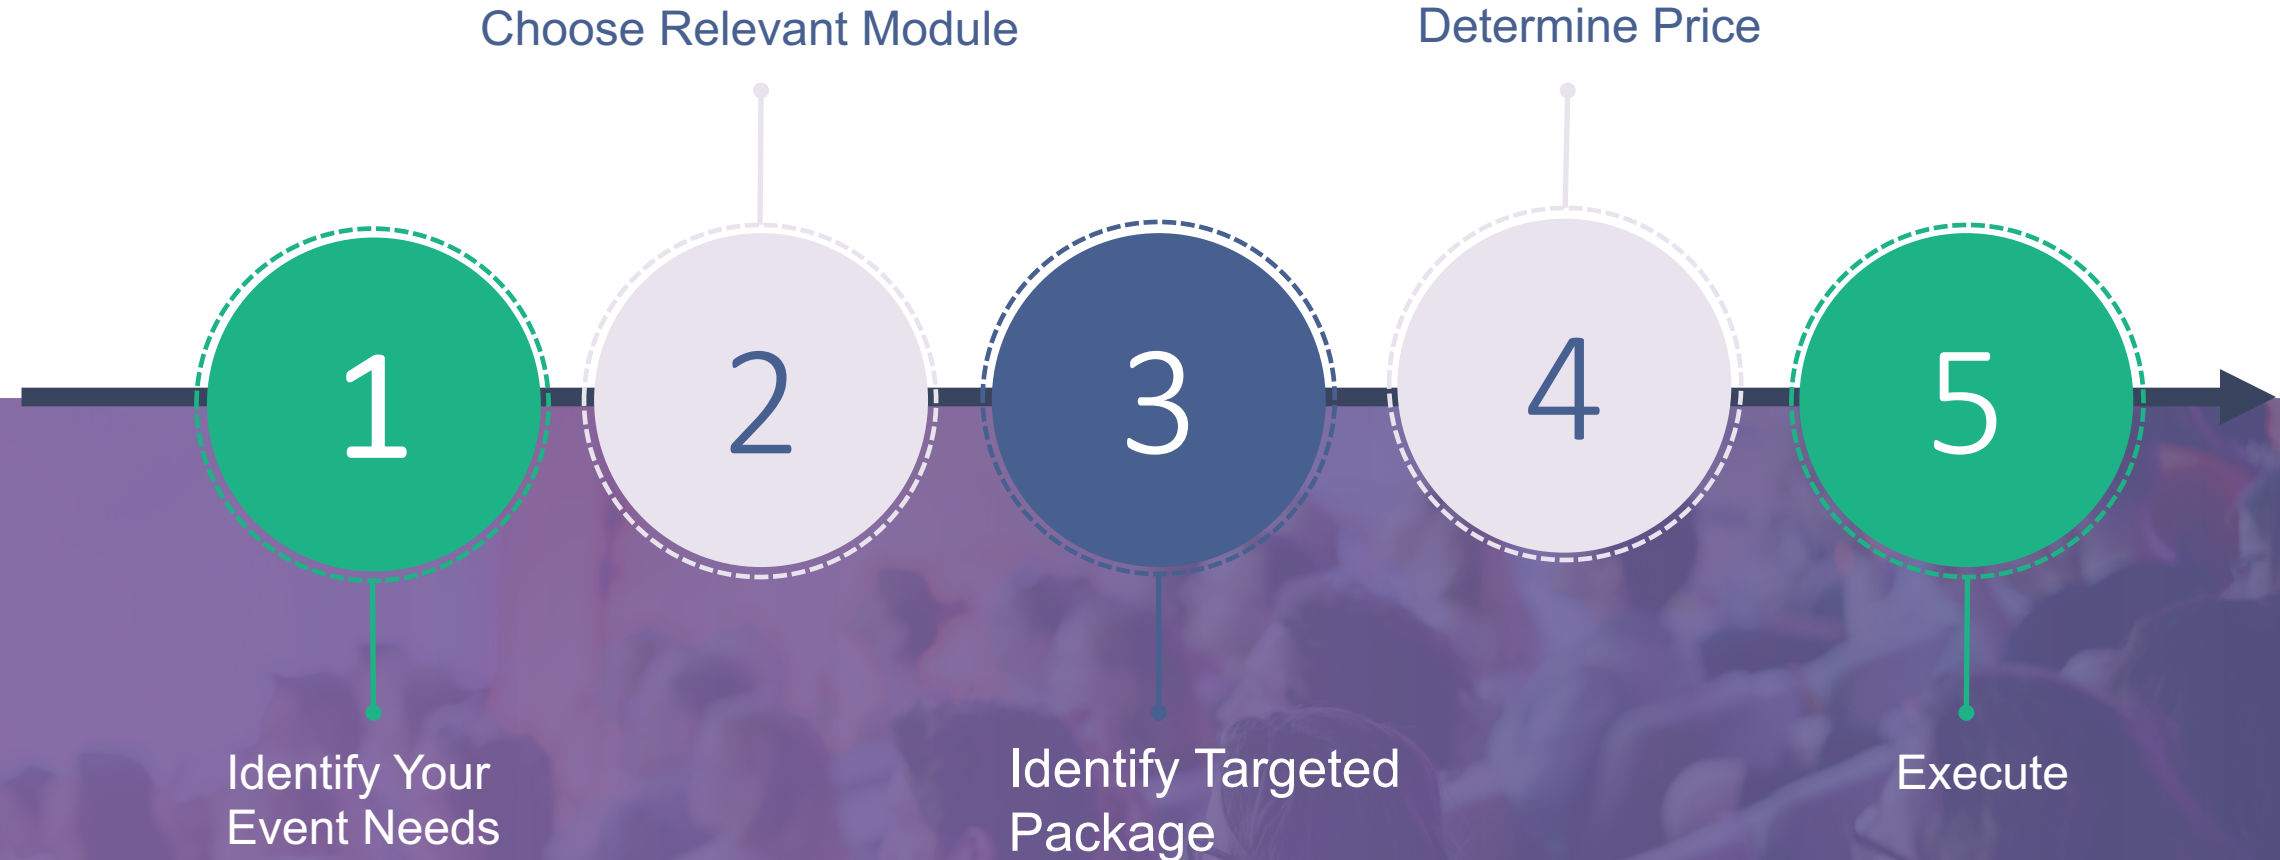 Choose Relevant Module
Determine Price
1
2
3
4
5
Identify Your
Event Needs
Identify Targeted
Package
Execute